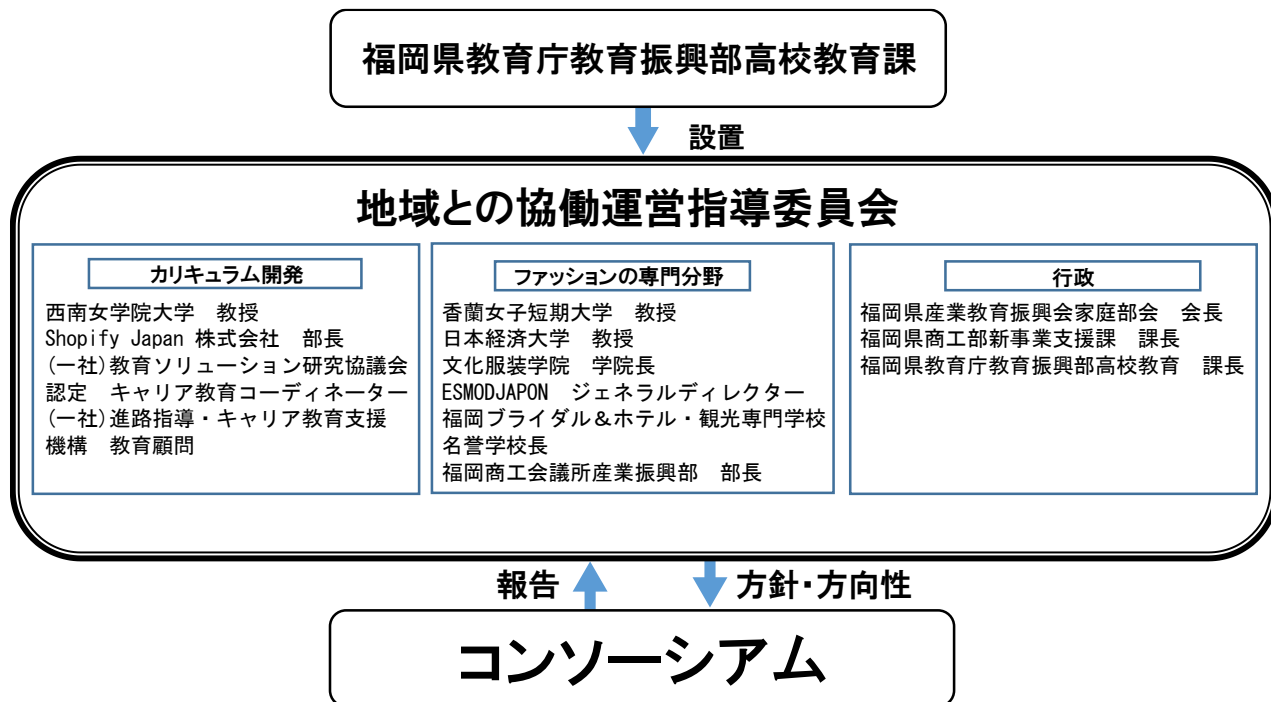 福岡県教育庁教育振興部高校教育課
設置
地域との協働運営指導委員会
カリキュラム開発
西南女学院大学　教授
Shopify Japan 株式会社　部長
(一社)教育ソリューション研究協議会
認定　キャリア教育コーディネーター
(一社)進路指導・キャリア教育支援
機構　教育顧問
ファッションの専門分野
香蘭女子短期大学　教授
日本経済大学　教授
文化服装学院　学院長
ESMODJAPON　ジェネラルディレクター
福岡ブライダル＆ホテル・観光専門学校
名誉学校長
福岡商工会議所産業振興部　部長
行政
福岡県産業教育振興会家庭部会　会長
福岡県商工部新事業支援課　課長
福岡県教育庁教育振興部高校教育　課長
報告
方針・方向性
コンソーシアム